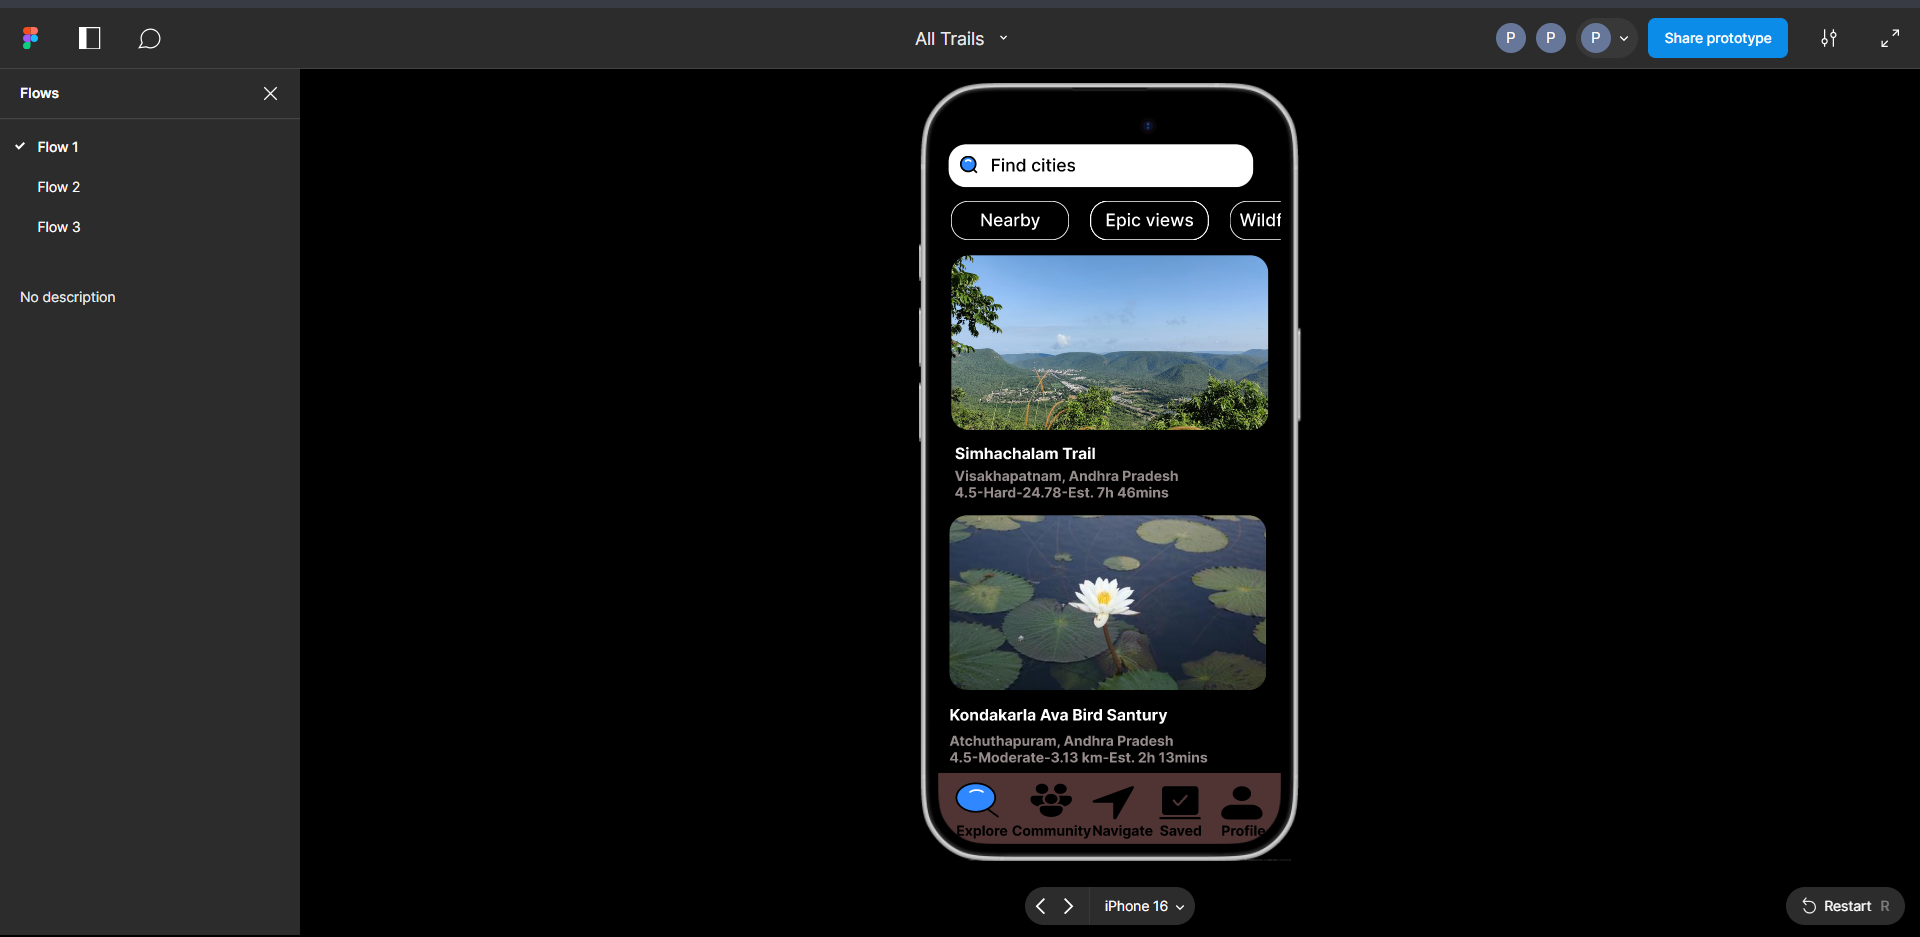 All Trails
P
P
P
Share prototype
Flows
Flow 1
Flow 2
Flow 3
No description
Find cities
Nearby
Epic views
Wildf
Simhachalam Trail
Visakhapatnam, Andhra Pradesh
4.5-Hard-24.78-Est. 7h 46mins
Kondakarla Ava Bird Santury
Atchuthapuram, Andhra Pradesh
4.5-Moderate-3.13 km-Est. 2h 13mins
Explore Community Navigate Saved Profile
iPhone 16
Restart R